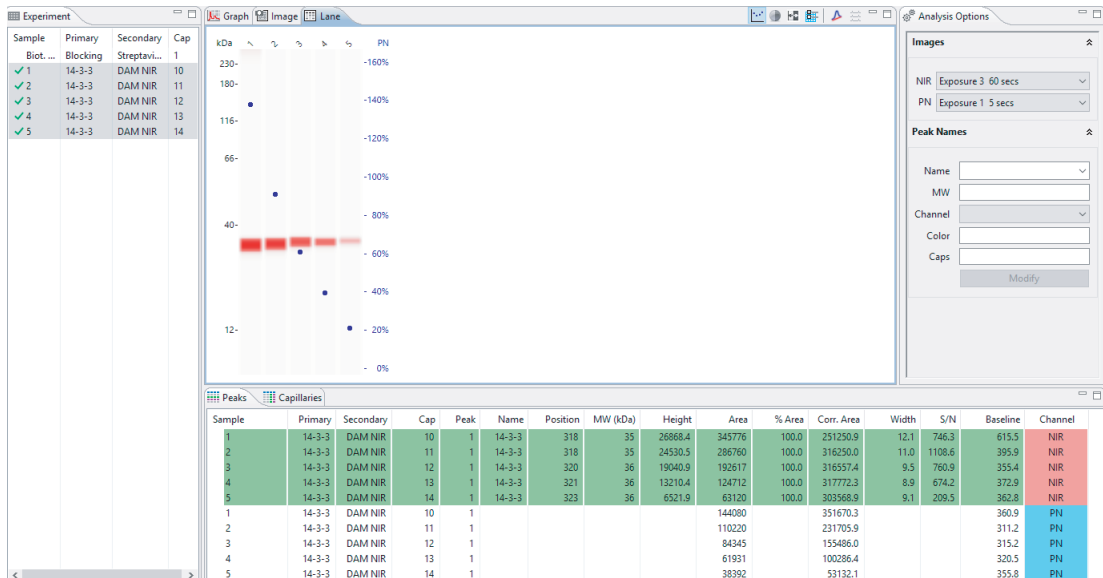 Experiment
Sample Primary Secondary Cap
Biot. ... Blocking Streptavi... 1
1 14-3-3 DAM NIR 10
2 14-3-3 DAM NIR 11
3 14-3-3 DAM NIR 12
4 14-3-3 DAM NIR 13
5 14-3-3 DAM NIR 14
Graph Image Lane
kDa 1 2 3 4 5 PN
230- -160%
180-
-140%
116-
-120%
66-
-100%
- 80%
40-
- 60%
- 40%
12- - 20%
- 0%
Analysis Options
Images
NIR Exposure 3 60 secs
PN Exposure 1 5 secs
Peak Names
Name
MW
Channel
Color
Caps
Modify
Peaks Capillaries
Sample Primary Secondary Cap Peak Name Position MW (kDa) Height Area % Area Corr. Area Width S/N Baseline Channel
1 14-3-3 DAM NIR 10 1 14-3-3 318 35 26868.4 345776 100.0 251250.9 12.1 746.3 615.5 NIR
2 14-3-3 DAM NIR 11 1 14-3-3 318 35 24530.5 286760 100.0 316250.0 11.0 1108.6 395.9 NIR
3 14-3-3 DAM NIR 12 1 14-3-3 320 36 19040.9 192617 100.0 316557.4 9.5 760.9 355.4 NIR
4 14-3-3 DAM NIR 13 1 14-3-3 321 36 13210.4 124712 100.0 317772.3 8.9 674.2 372.9 NIR
5 14-3-3 DAM NIR 14 1 14-3-3 323 36 6521.9 63120 100.0 303568.9 9.1 209.5 362.8 NIR
1 14-3-3 DAM NIR 10 1 144080 351670.3 360.9 PN
2 14-3-3 DAM NIR 11 1 110220 231705.9 311.2 PN
3 14-3-3 DAM NIR 12 1 84345 155486.0 315.2 PN
4 14-3-3 DAM NIR 13 1 61931 100286.4 320.5 PN
5 14-3-3 DAM NIR 14 1 38392 53132.1 355.8 PN